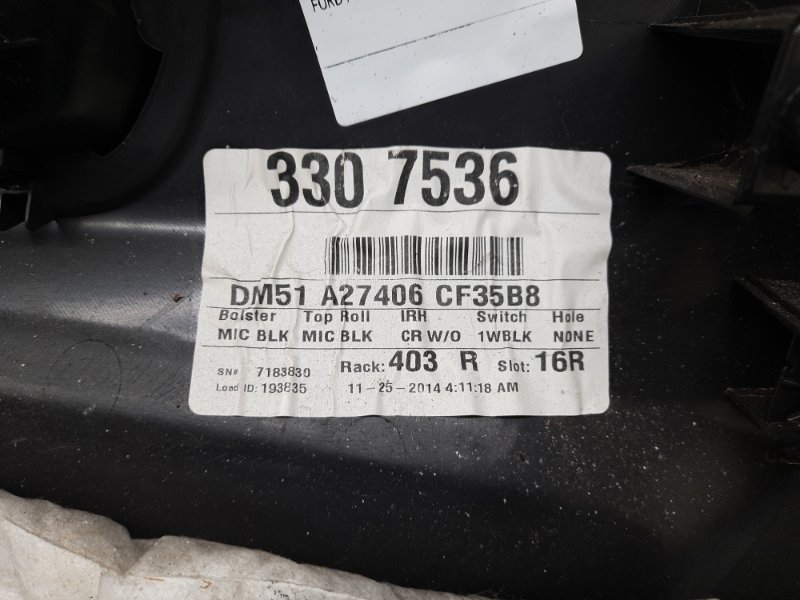 FORD
330 7536
DM51 A27406 CF35B8
Bolster Top Roll IRH Switch Hole
MIC BLK MIC BLK CR W/O 1WBLK NONE
SN# 7183830 Rack: 403 R Slot: 16R
Load ID: 193835 11-25-2014 4:11:18 AM